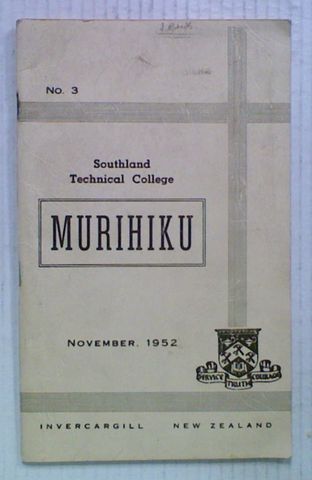 No. 3
Southland
Technical College
MURIHIKU
NOVEMBER, 1952
SERVICE TRUTH COURAGE
INVERCARGILL NEW ZEALAND